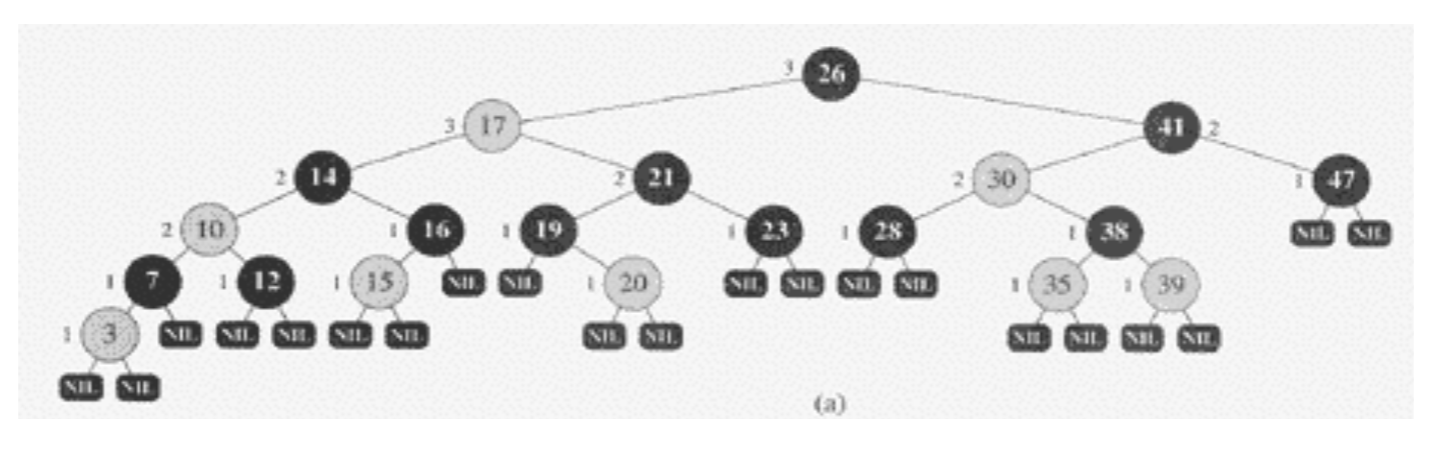 3 26
3 17 41 2
2 14 2 21 2 30 1 47
2 10 1 16 1 19 1 23 1 28 1 38 NIL NIL
1 7 1 12 1 15 NIL NIL 1 20 NIL NIL NIL NIL 1 35 1 39
1 3 NIL NIL NIL NIL NIL NIL NIL NIL NIL NIL NIL
NIL NIL
(a)